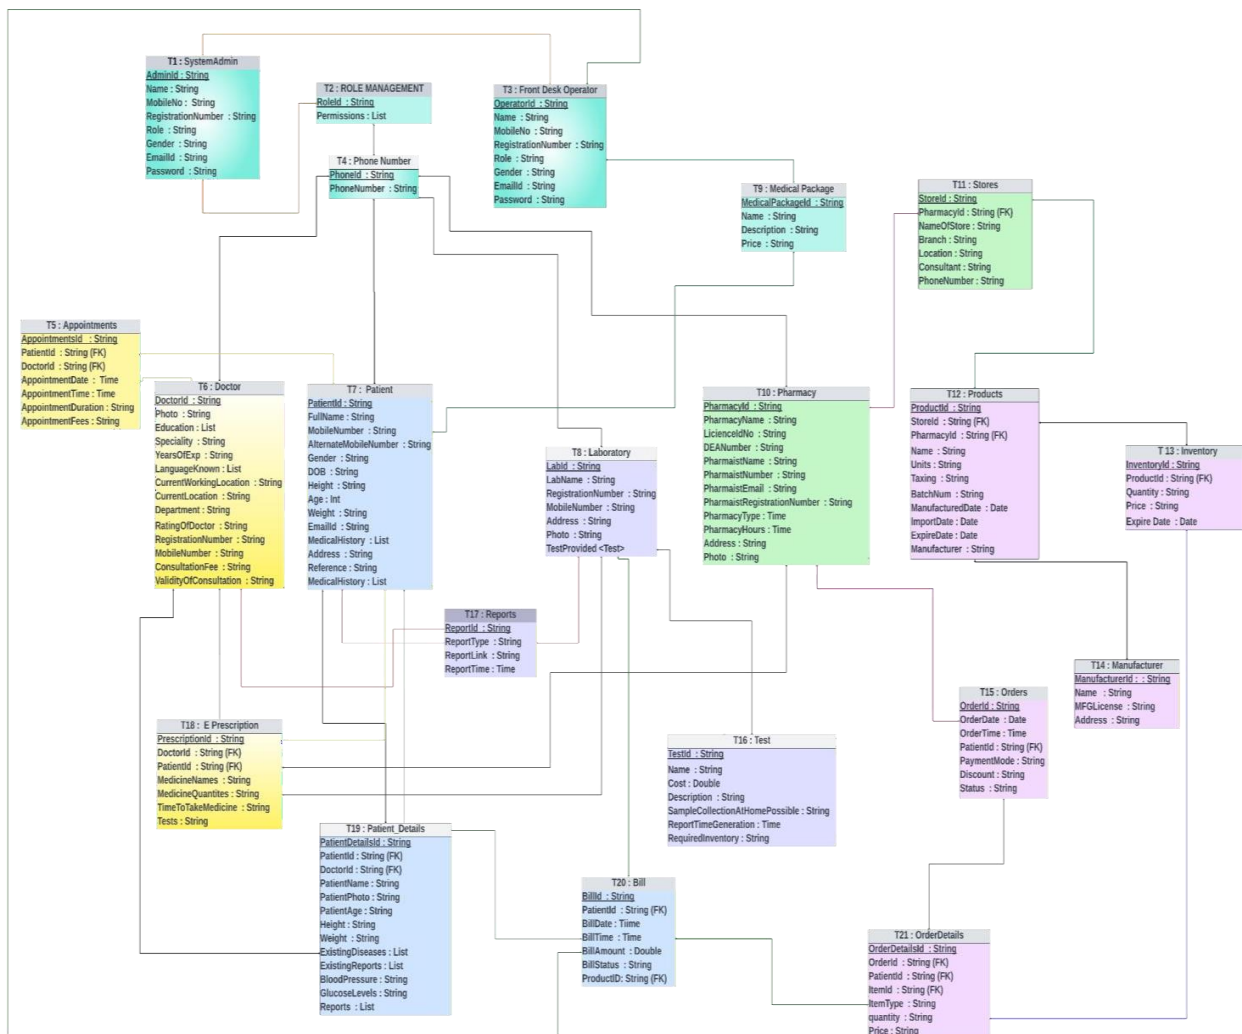 T1 : SystemAdmin
AdminId : String
Name : String
MobileNo : String
RegistrationNumber : String
Role : String
Gender : String
EmailId : String
Password : String
T2 : ROLE MANAGEMENT
RoleId : String
Permissions : List
T3 : Front Desk Operator
OperatorId : String
Name : String
MobileNo : String
RegistrationNumber : String
Role : String
Gender : String
EmailId : String
Password : String
T4 : Phone Number
PhoneId : String
PhoneNumber : String
T9 : Medical Package
MedicalPackageId : String
Name : String
Description : String
Price : String
T11 : Stores
StoreId : String
PharmacyId : String (FK)
NameOfStore : String
Branch : String
Location : String
Consultant : String
PhoneNumber : String
T5 : Appointments
AppointmentsId : String
PatientId : String (FK)
DoctorId : String (FK)
AppointmentDate : Time
AppointmentTime : Time
AppointmentDuration : String
AppointmentFees : String
T6 : Doctor
DoctorId : String
Photo : String
Education : List
Speciality : String
YearsOfExp : String
LanguageKnown : List
CurrentWorkingLocation : String
CurrentLocation : String
Department : String
RatingOfDoctor : String
RegistrationNumber : String
MobileNumber : String
ConsultationFee : String
ValidityOfConsultation : String
T7 : Patient
PatientId : String
FullName : String
MobileNumber : String
AlternateMobileNumber : String
Gender : String
DOB : String
Height : String
Age : Int
Weight : String
EmailId : String
MedicalHistory : List
Address : String
Reference : String
MedicalHistory : List
T8 : Laboratory
LabId : String
LabName : String
RegistrationNumber : String
MobileNumber : String
Address : String
Photo : String
TestProvided <Test>
T10 : Pharmacy
PharmacyId : String
PharmacyName : String
LicienceIdNo : String
DEANumber : String
PharmaistName : String
PharmaistNumber : String
PharmaistEmail : String
PharmaistRegistrationNumber : String
PharmacyType : Time
PharmacyHours : Time
Address : String
Photo : String
T12 : Products
ProductId : String
StoreId : String (FK)
PharmacyId : String (FK)
Name : String
Units : String
Taxing : String
BatchNum : String
ManufacturedDate : Date
ImportDate : Date
ExpireDate : Date
Manufacturer : String
T 13 : Inventory
InventoryId : String
ProductId : String (FK)
Quantity : String
Price : String
Expire Date : Date
T17 : Reports
ReportId : String
ReportType : String
ReportLink : String
ReportTime : Time
T14 : Manufacturer
ManufacturerId : : String
Name : String
MFGLicense : String
Address : String
T15 : Orders
OrderId : String
OrderDate : Date
OrderTime : Time
PatientId : String (FK)
PaymentMode : String
Discount : String
Status : String
T18 : E Prescription
PrescriptionId : String
DoctorId : String (FK)
PatientId : String (FK)
MedicineNames : String
MedicineQuantites : String
TimeToTakeMedicine : String
Tests : String
T16 : Test
TestId : String
Name : String
Cost : Double
Description : String
SampleCollectionAtHomePossible : String
ReportTimeGeneration : Time
RequiredInventory : String
T19 : Patient_Details
PatientDetailsId : String
PatientId : String (FK)
DoctorId : String (FK)
PatientName : String
PatientPhoto : String
PatientAge : String
Height : String
Weight : String
ExistingDiseases : List
ExistingReports : List
BloodPressure : String
GlucoseLevels : String
Reports : List
T20 : Bill
BillId : String
PatientId : String (FK)
BillDate : Tiime
BillTime : Time
BillAmount : Double
BillStatus : String
ProductID: String (FK)
T21 : OrderDetails
OrderDetailsId : String
OrderId : String (FK)
PatientId : String (FK)
ItemId : String (FK)
ItemType : String
quantity : String
Price : String